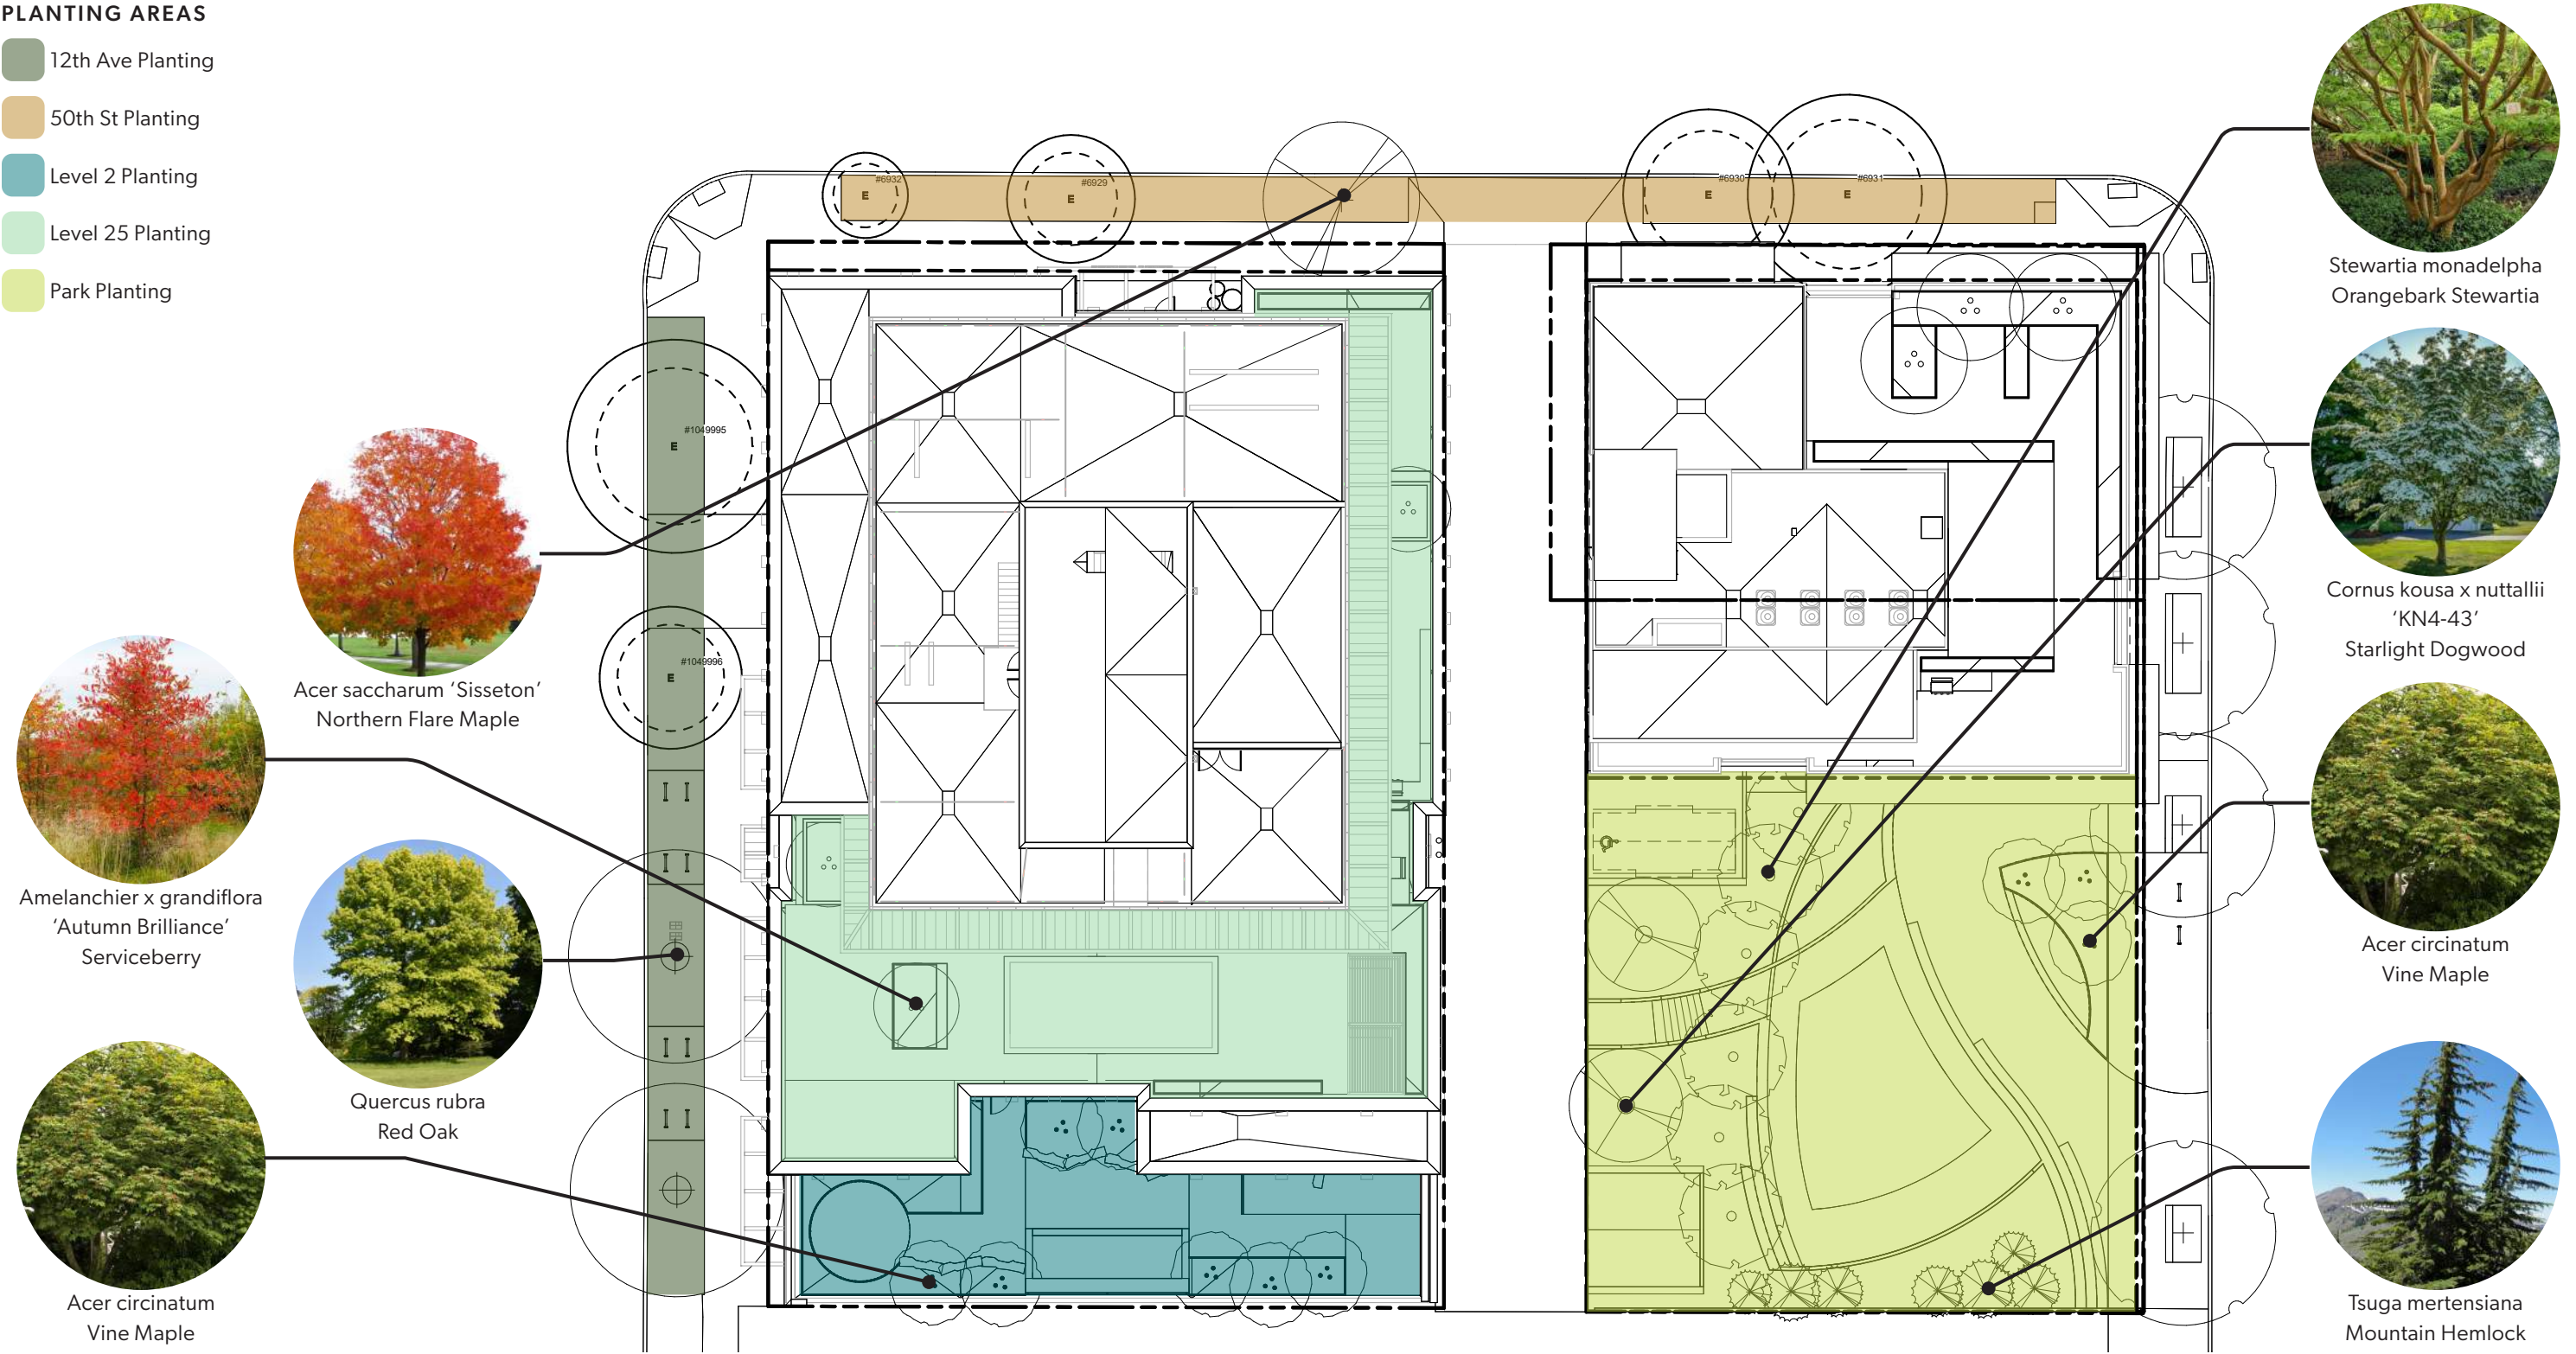 PLANTING AREAS
12th Ave Planting
50th St Planting
Level 2 Planting
Level 25 Planting
Park Planting
#6932
#6929
#6930
#6931
E
E
E
E
#1049995
E
#1049996
E
Acer saccharum ‘Sisseton’
Northern Flare Maple
Amelanchier x grandiflora
‘Autumn Brilliance’
Serviceberry
Quercus rubra
Red Oak
Acer circinatum
Vine Maple
Stewartia monadelpha
Orangebark Stewartia
Cornus kousa x nuttallii
‘KN4-43’
Starlight Dogwood
Acer circinatum
Vine Maple
Tsuga mertensiana
Mountain Hemlock